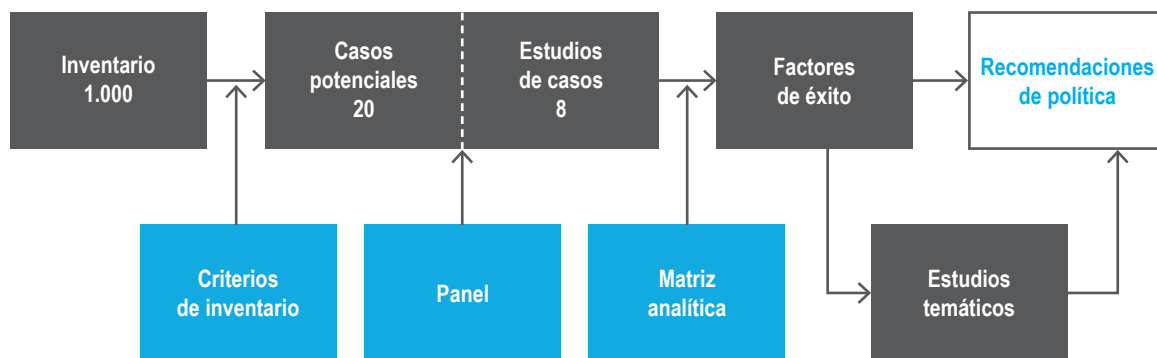 Inventario
1.000
Casos
potenciales
20
Estudios
de casos
8
Factores
de éxito
Recomendaciones
de política
Criterios
de inventario
Panel
Matriz
analítica
Estudios
temáticos